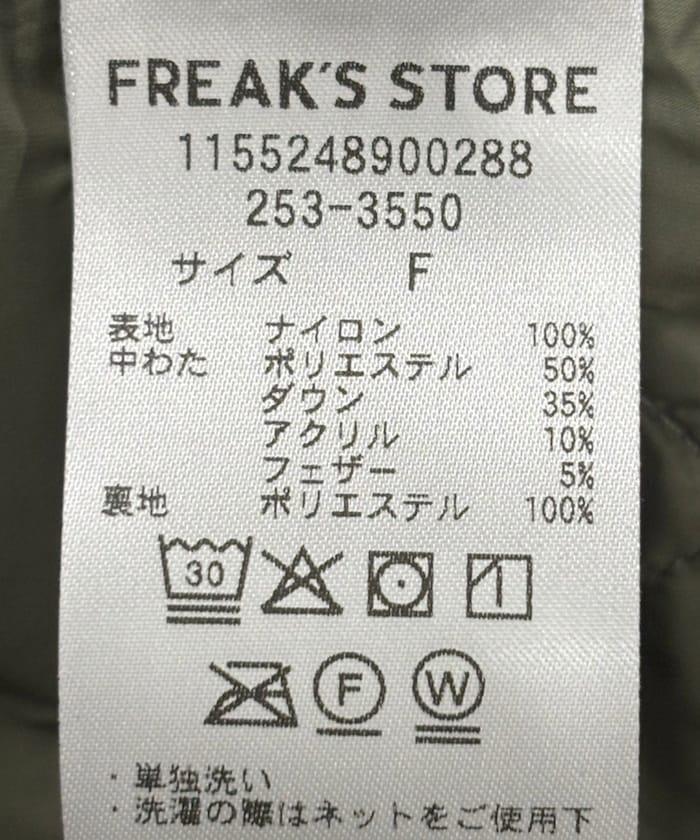 FREAK'S STORE
1155248900288
253-3550
サイズ F
表地 ナイロン 100%
中わた ポリエステル 50%
ダウン 35%
アクリル 10%
フェザー 5%
裏地 ポリエステル 100%
30
F W
・単独洗い
・洗濯の際はネットをご使用下